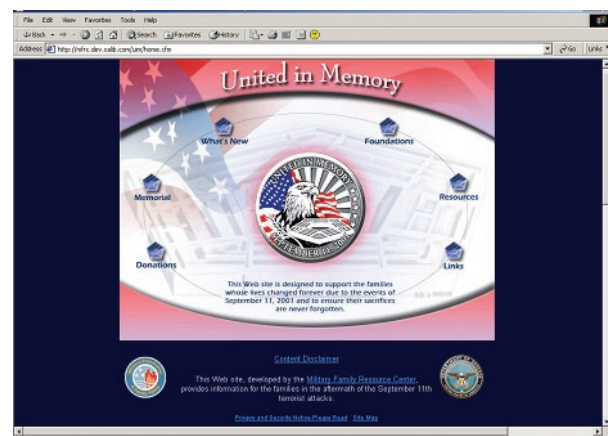 File Edit View Favorites Tools Help
Back Search Favorites History
Address http://mfrc.dev.calib.com/um/home.cfm Go Links
United in Memory
What's New
Foundations
UNITED IN MEMORY
Memorial
Resources
SEPTEMBER 11, 2001
Donations
Links
This Web site is designed to support the families
whose lives changed forever due to the events of
September 11, 2001 and to ensure their sacrifices
are never forgotten.
Content Disclaimer
This Web site, developed by the Military Family Resource Center,
provides information for the families in the aftermath of the September 11th
terrorist attacks.
Privacy and Security Notice-Please Read Site Map